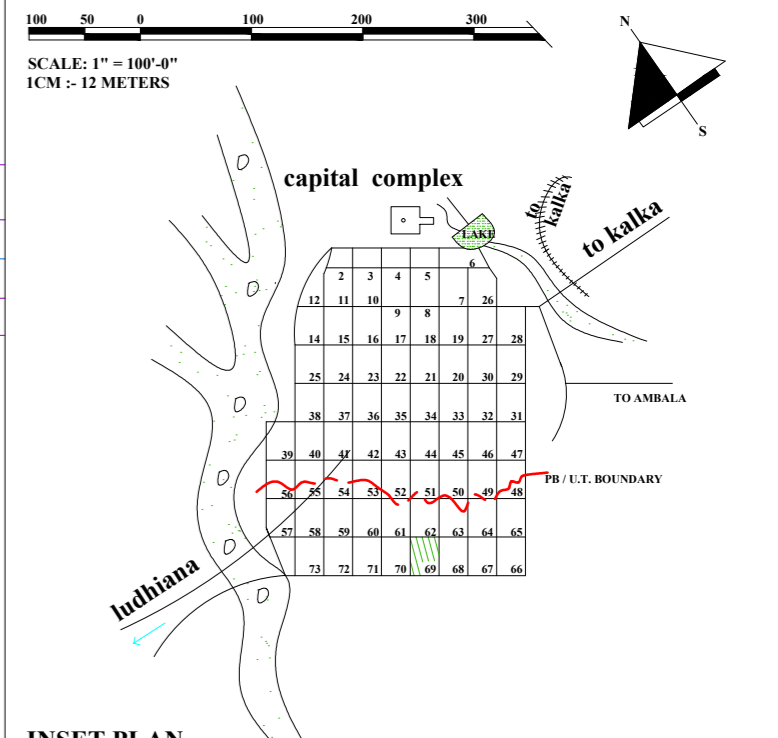 100 50 0 100 200 300
SCALE: 1" = 100'-0"
1CM :- 12 METERS
N
S
capital complex
LAKE
to kalka
to kalka
6
2 3 4 5
12 11 10 7 26
9 8
14 15 16 17 18 19 27 28
25 24 23 22 21 20 30 29
TO AMBALA
38 37 36 35 34 33 32 31
39 40 41 42 43 44 45 46 47
PB / U.T. BOUNDARY
56 55 54 53 52 51 50 49 48
57 58 59 60 61 62 63 64 65
73 72 71 70 69 68 67 66
ludhiana
INSET PLAN